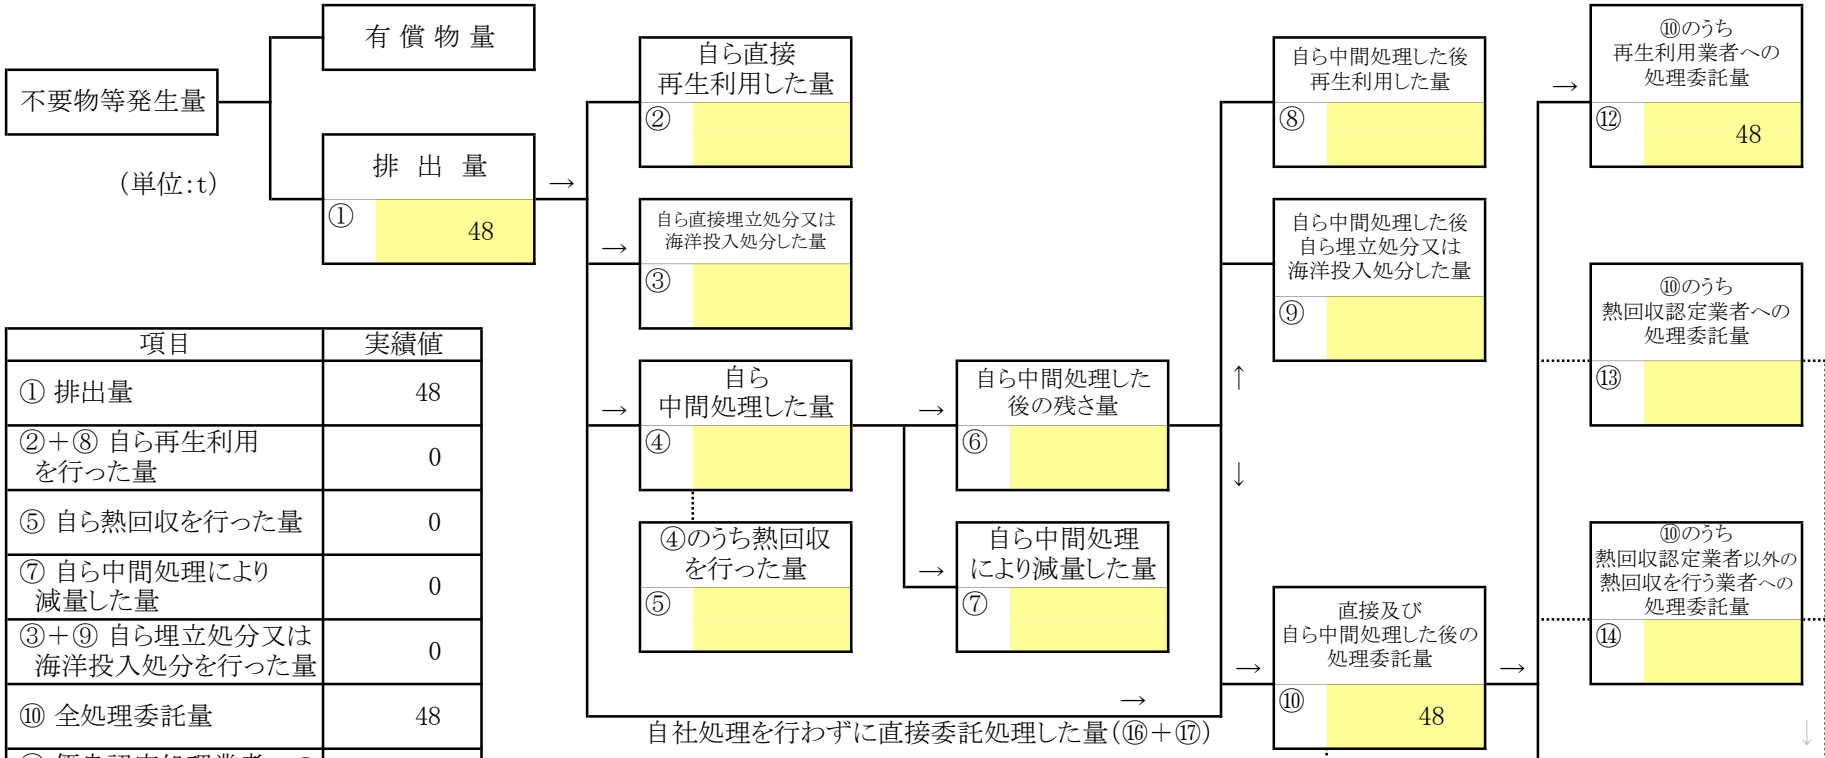 有 償 物 量
不要物等発生量
(単位:t)
排 出 量
→
①
48
自ら直接
再生利用した量
②
→
自ら直接埋立処分又は
海洋投入処分した量
③
→
自ら
中間処理した量
④
④のうち熱回収
を行った量
⑤
→
自ら中間処理した
後の残さ量
⑥
→
自ら中間処理
により減量した量
⑦
自ら中間処理した後
再生利用した量
⑧
自ら中間処理した後
自ら埋立処分又は
海洋投入処分した量
⑨
↑
↓
→
自社処理を行わずに直接委託処理した量(⑯+⑰)
→
直接及び
自ら中間処理した後の
処理委託量
⑩
48
→
→
⑩のうち
再生利用業者への
処理委託量
⑫
48
⑩のうち
熱回収認定業者への
処理委託量
⑬
⑩のうち
熱回収認定業者以外の
熱回収を行う業者への
処理委託量
⑭
↓
項目 実績値
① 排出量 48
②+⑧ 自ら再生利用
を行った量 0
⑤ 自ら熱回収を行った量 0
⑦ 自ら中間処理により
減量した量 0
③+⑨ 自ら埋立処分又は
海洋投入処分を行った量 0
⑩ 全処理委託量 48